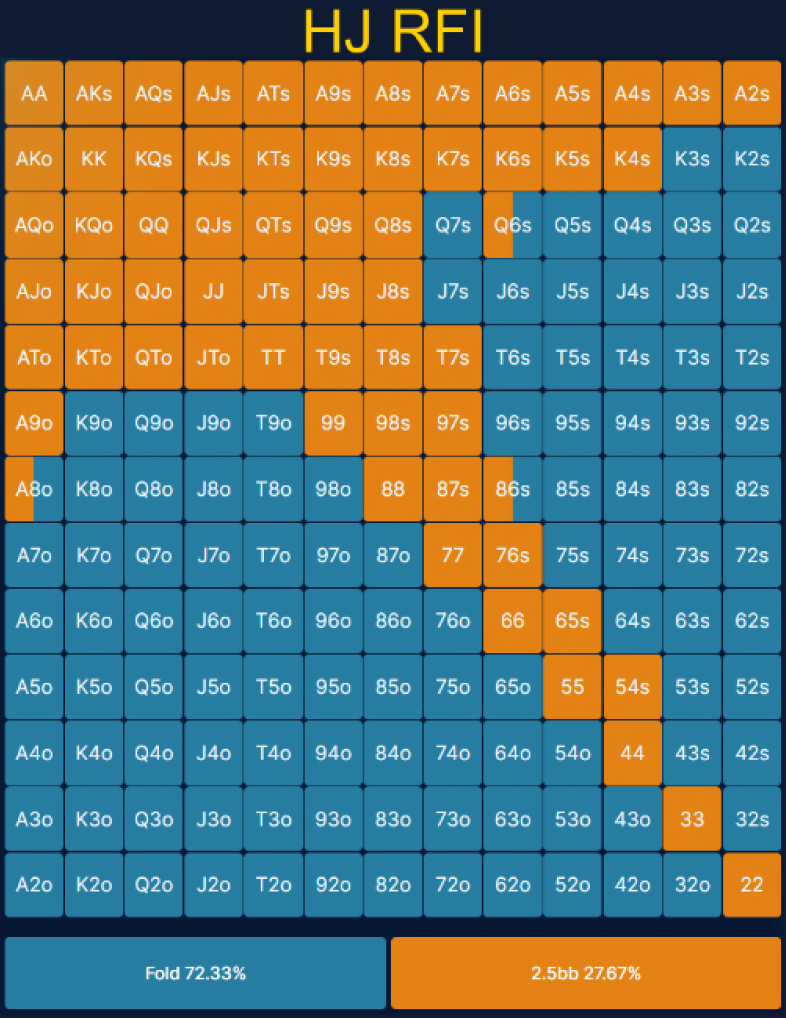 HJ RFI
AA AKs AQs AJs ATs A9s A8s A7s A6s A5s A4s A3s A2s
AKo KK KQs KJs KTs K9s K8s K7s K6s K5s K4s K3s K2s
AQo KQo QQ QJs QTs Q9s Q8s Q7s Q6s Q5s Q4s Q3s Q2s
AJo KJo QJo JJ JTs J9s J8s J7s J6s J5s J4s J3s J2s
ATo KTo QTo JTo TT T9s T8s T7s T6s T5s T4s T3s T2s
A9o K9o Q9o J9o T9o 99 98s 97s 96s 95s 94s 93s 92s
A8o K8o Q8o J8o T8o 98o 88 87s 86s 85s 84s 83s 82s
A7o K7o Q7o J7o T7o 97o 87o 77 76s 75s 74s 73s 72s
A6o K6o Q6o J6o T6o 96o 86o 76o 66 65s 64s 63s 62s
A5o K5o Q5o J5o T5o 95o 85o 75o 65o 55 54s 53s 52s
A4o K4o Q4o J4o T4o 94o 84o 74o 64o 54o 44 43s 42s
A3o K3o Q3o J3o T3o 93o 83o 73o 63o 53o 43o 33 32s
A2o K2o Q2o J2o T2o 92o 82o 72o 62o 52o 42o 32o 22
Fold 72.33% 2.5bb 27.67%